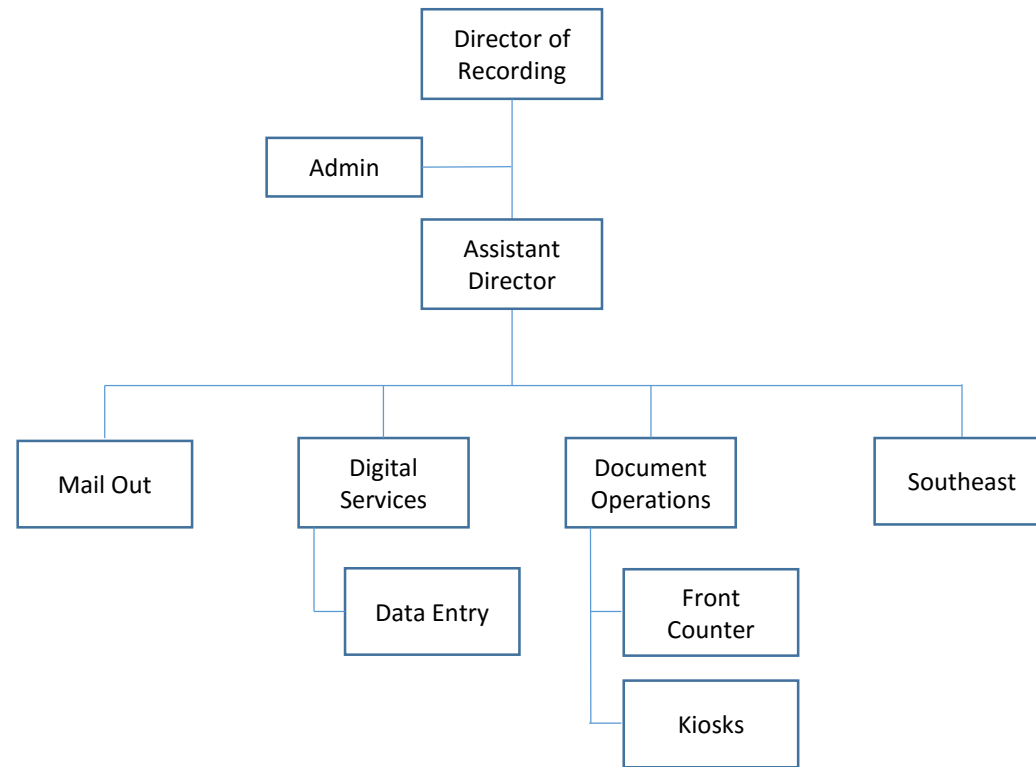 Director of
Recording
Admin
Assistant
Director
Mail Out
Digital
Services
Document
Operations
Southeast
Data Entry
Front
Counter
Kiosks